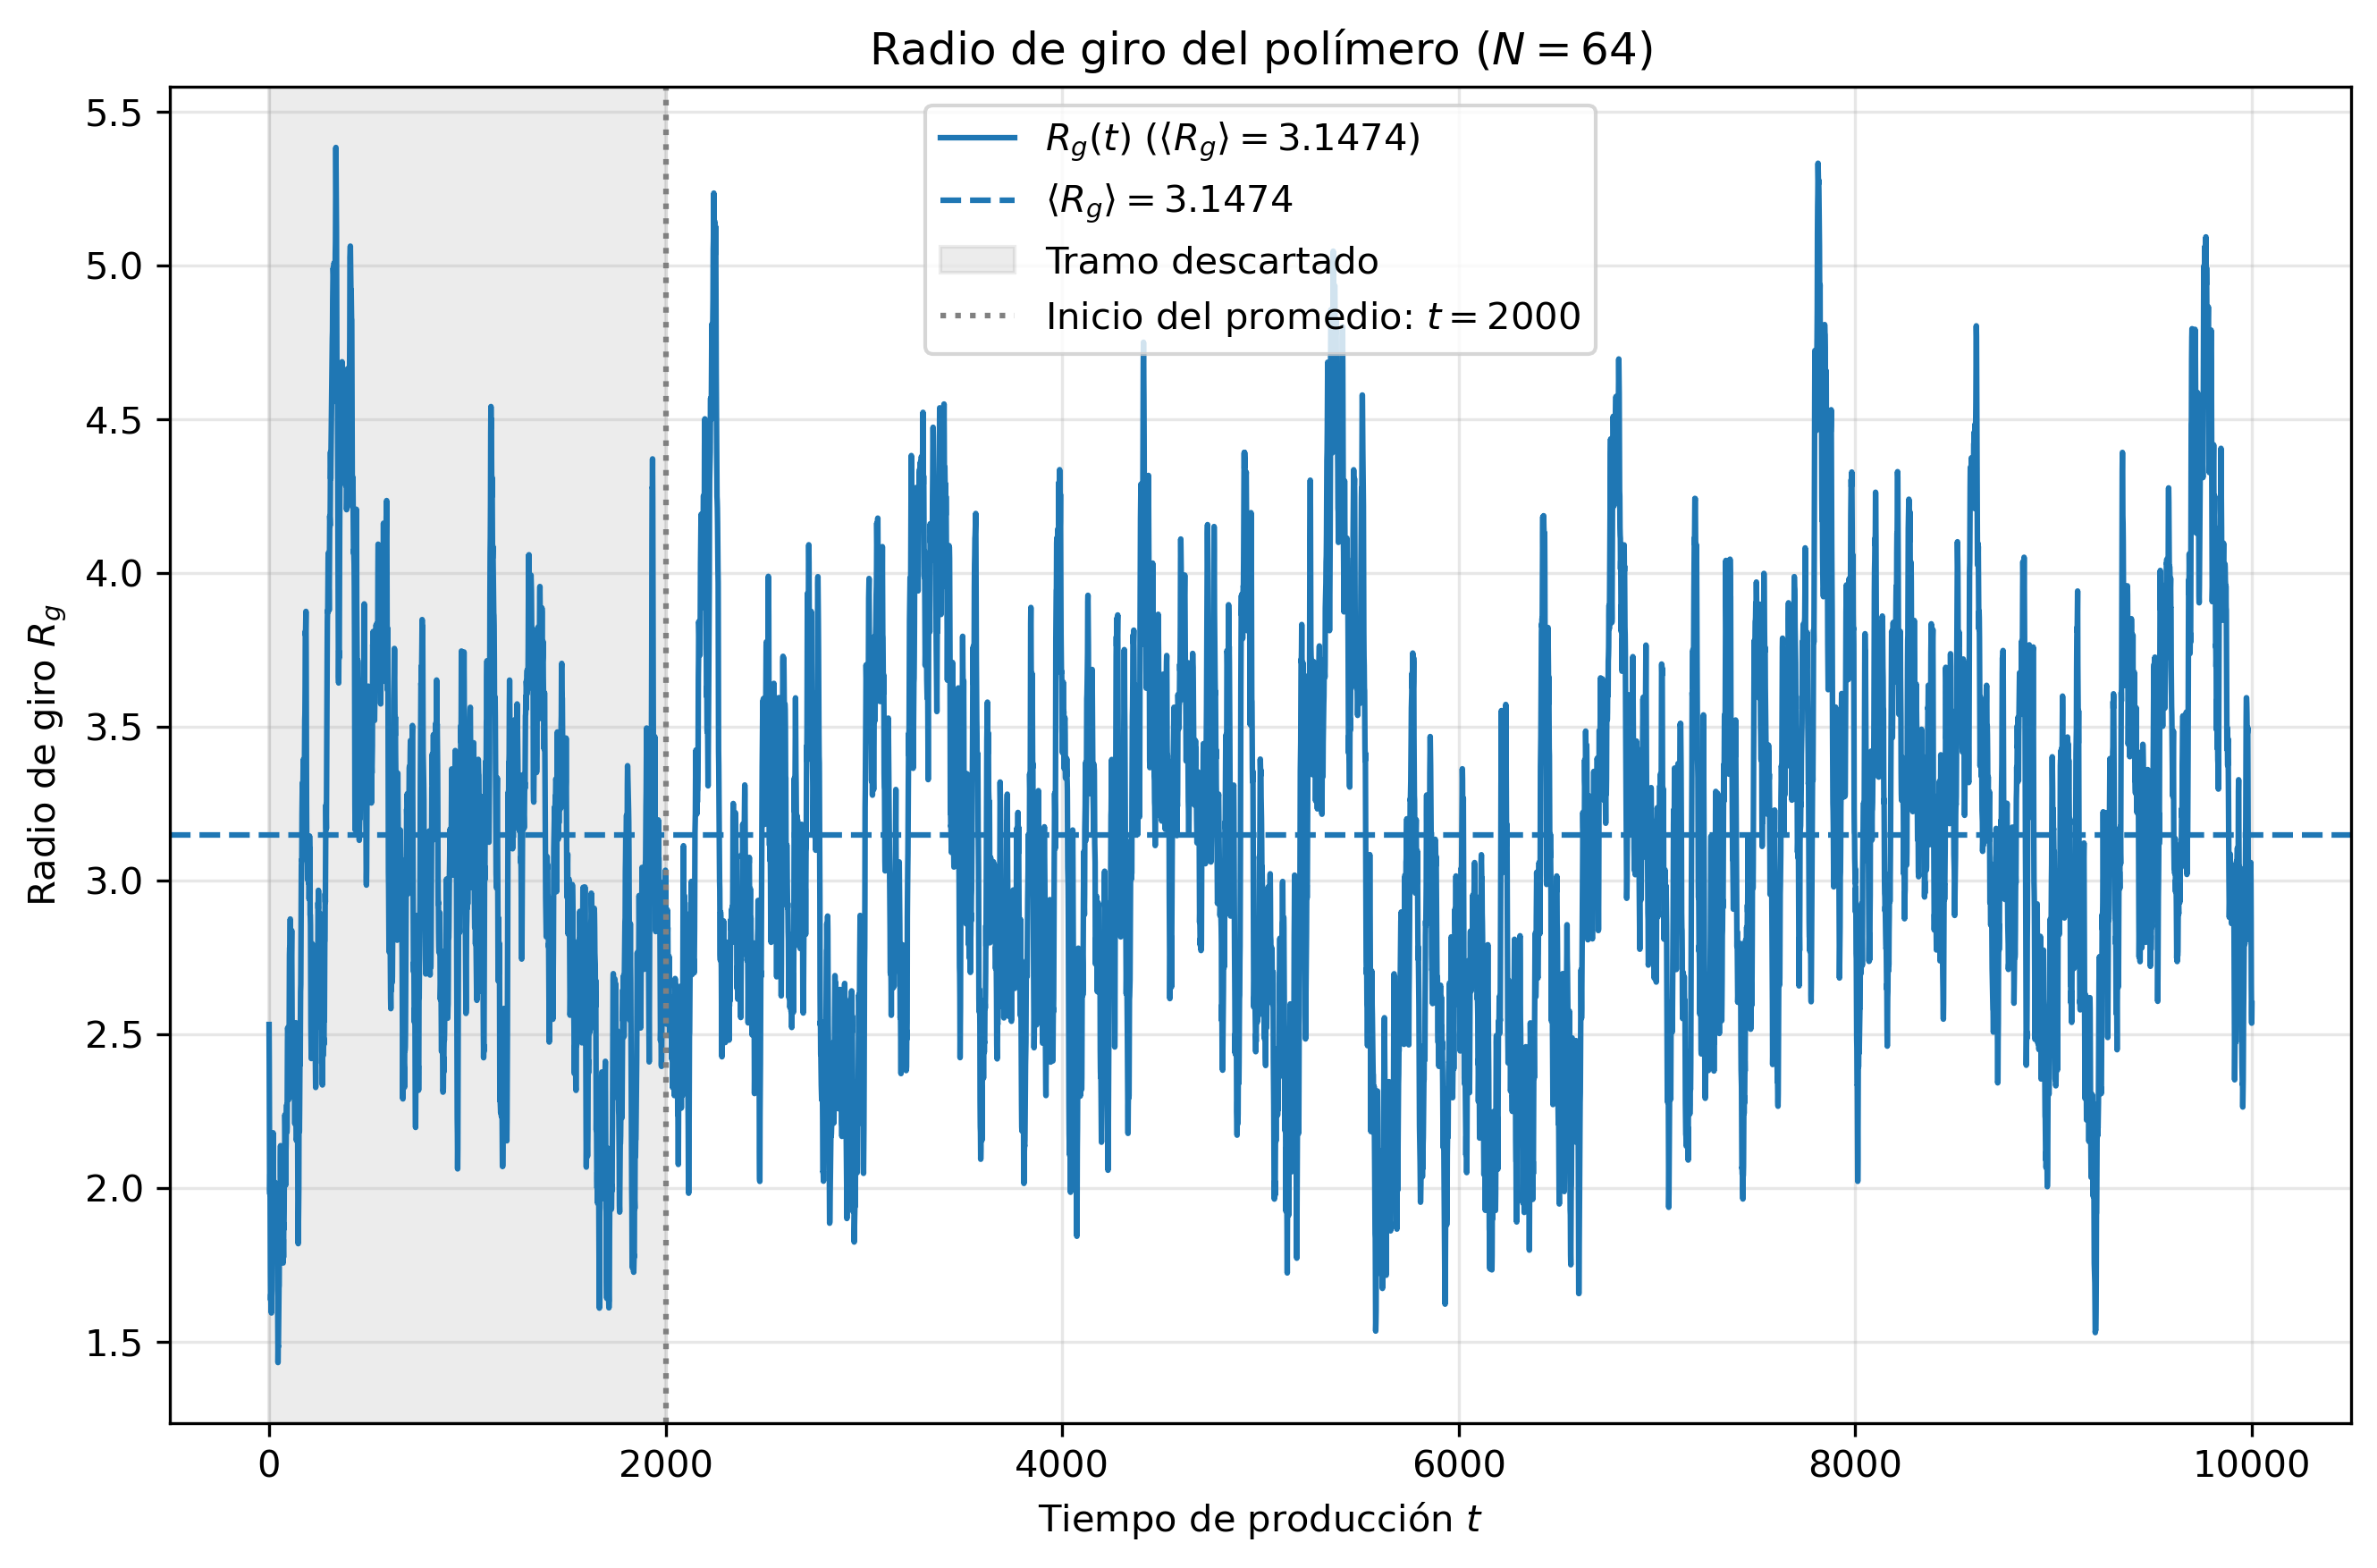 Radio de giro del polímero (N = 64)
R_g(t) (⟨R_g⟩ = 3.1474)
⟨R_g⟩ = 3.1474
Tramo descartado
Inicio del promedio: t = 2000
5.5
5.0
4.5
4.0
3.5
3.0
2.5
2.0
1.5
Radio de giro R_g
0 2000 4000 6000 8000 10000
Tiempo de producción t